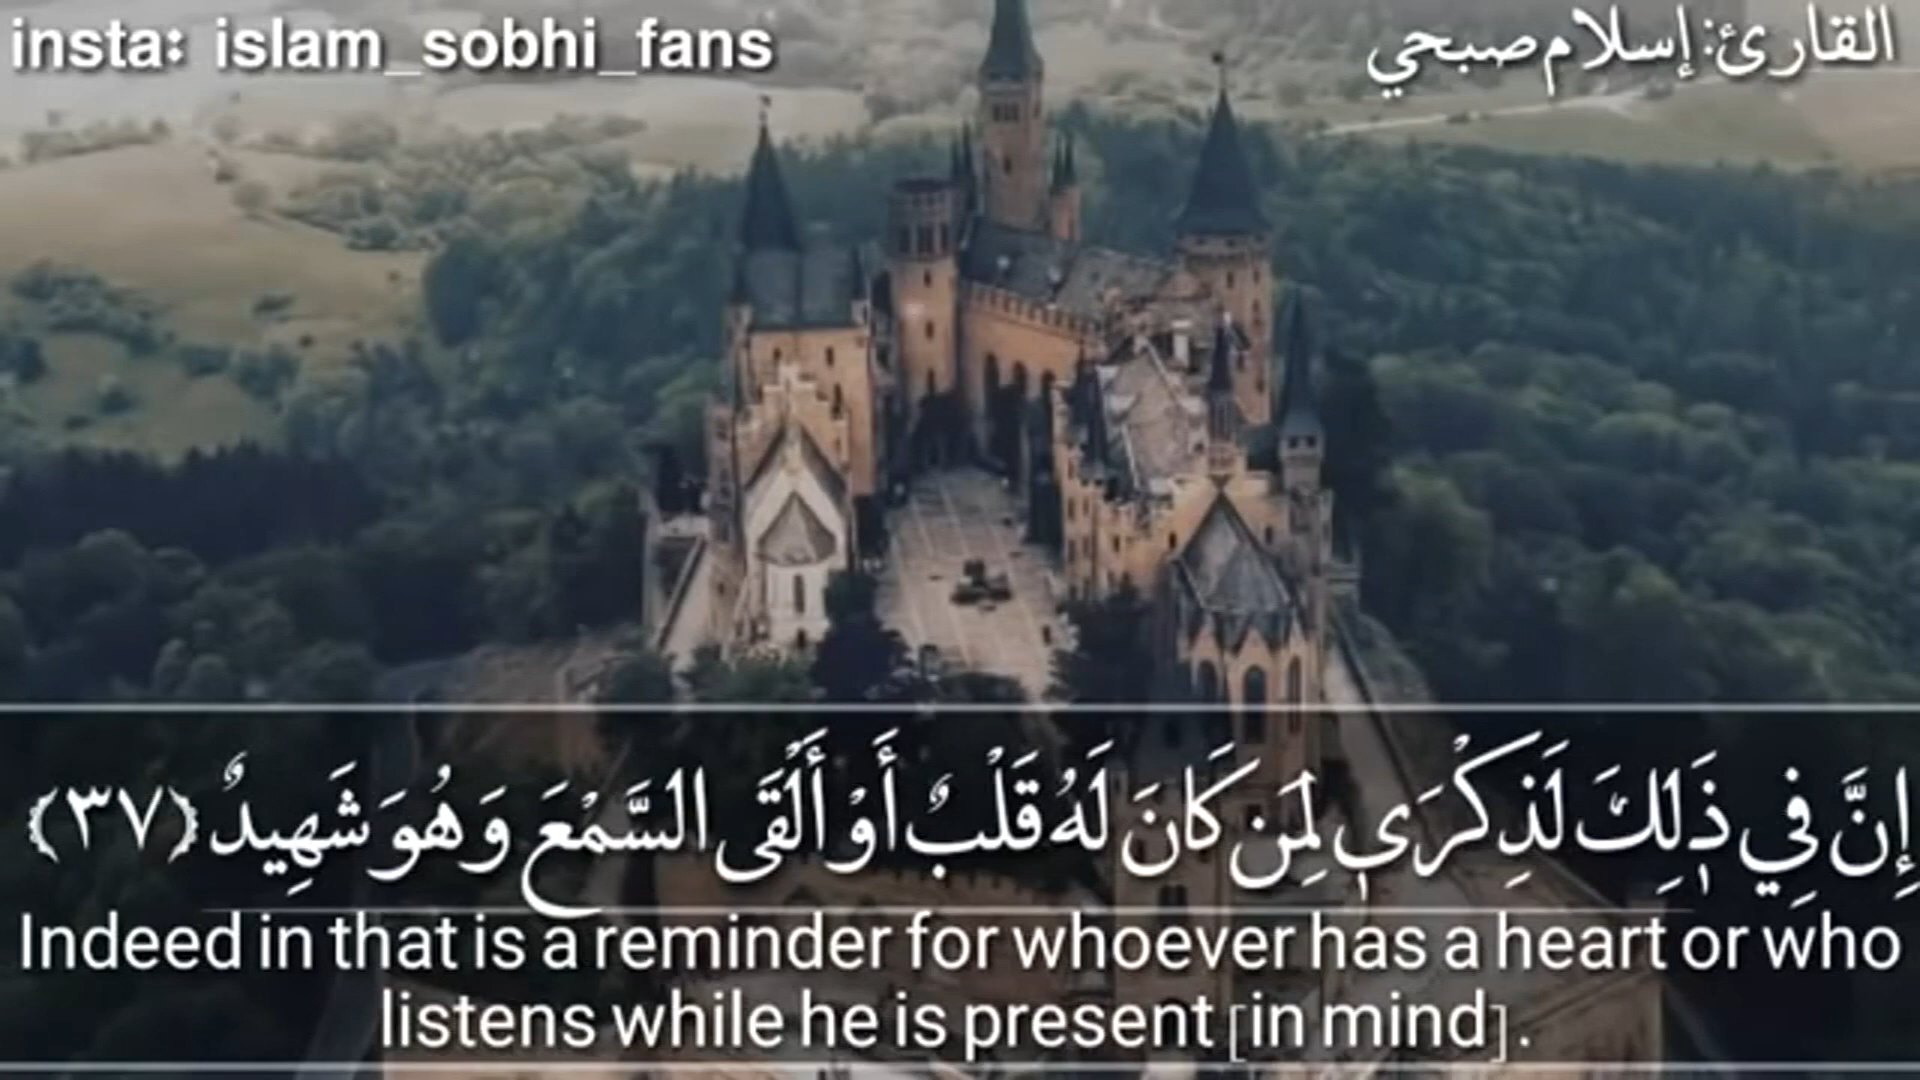 insta: islam_sobhi_fans
القارئ: إسلام صبحي
إِنَّ فِي ذَٰلِكَ لَذِكْرَىٰ لِمَن كَانَ لَهُ قَلْبٌ أَوْ أَلْقَى السَّمْعَ وَهُوَ شَهِيدٌ ﴿٣٧﴾
Indeed in that is a reminder for whoever has a heart or who
listens while he is present [in mind].